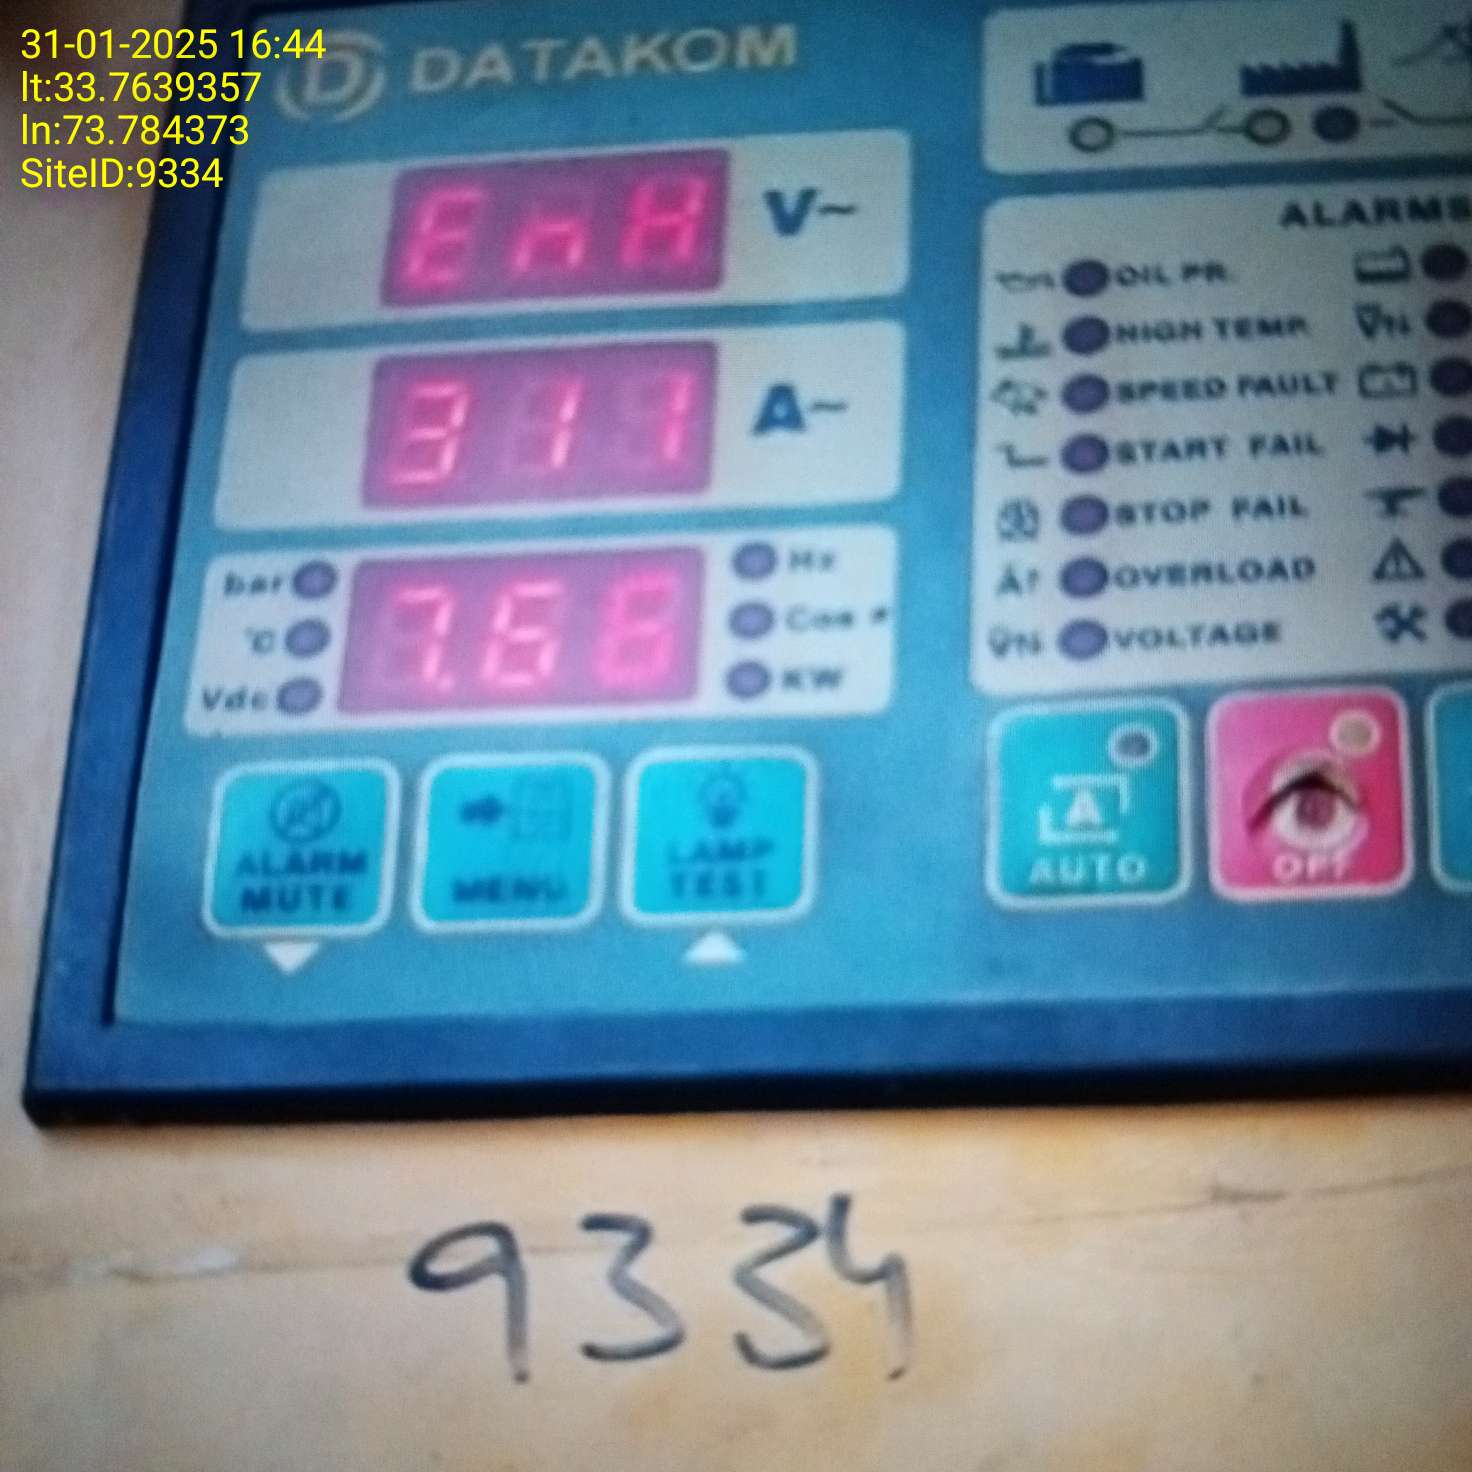 31-01-2025 16:44
lt:33.7639357
ln:73.784373
SiteID:9334
DATAKOM
EnH V~
311 A~
bar
°C
Vdc
7.66
Hz
Cos
KW
ALARM MUTE
MENU
LAMP TEST
ALARMS
OIL PR.
HIGH TEMP.
SPEED FAULT
START FAIL
STOP FAIL
OVERLOAD
VOLTAGE
AUTO
OFF
9334